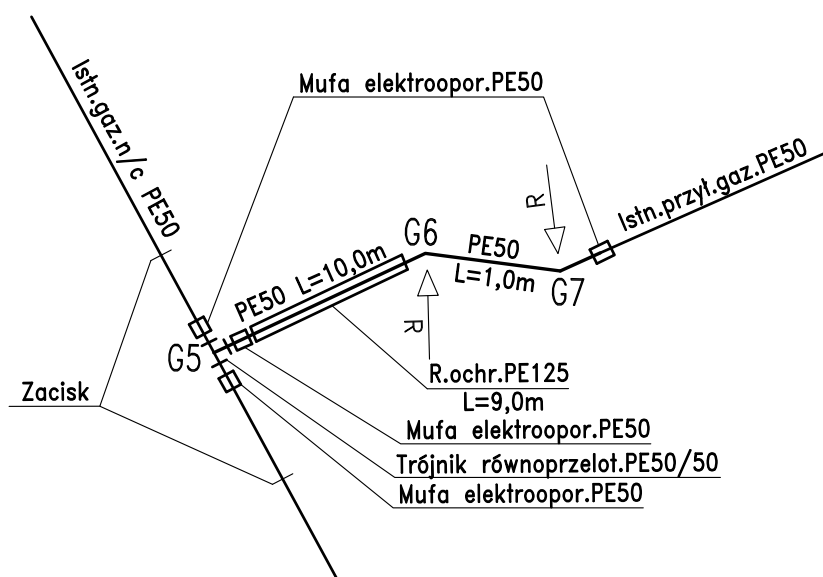 Mufa elektroopor.PE50
Istn.gaz.n/c PE50
Istn.przył.gaz.PE50
R
G6
PE50
L=1,0m
G7
PE50 L=10,0m
R
G5
R.ochr.PE125
L=9,0m
Zacisk
Mufa elektroopor.PE50
Trójnik równoprzelot.PE50/50
Mufa elektroopor.PE50